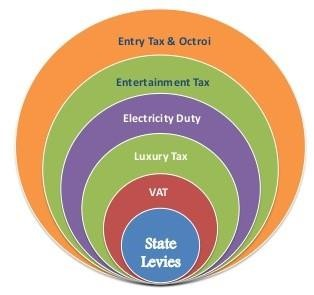 Entry Tax & Octroi
Entertainment Tax
Electricity Duty
Luxury Tax
VAT
State
Levies